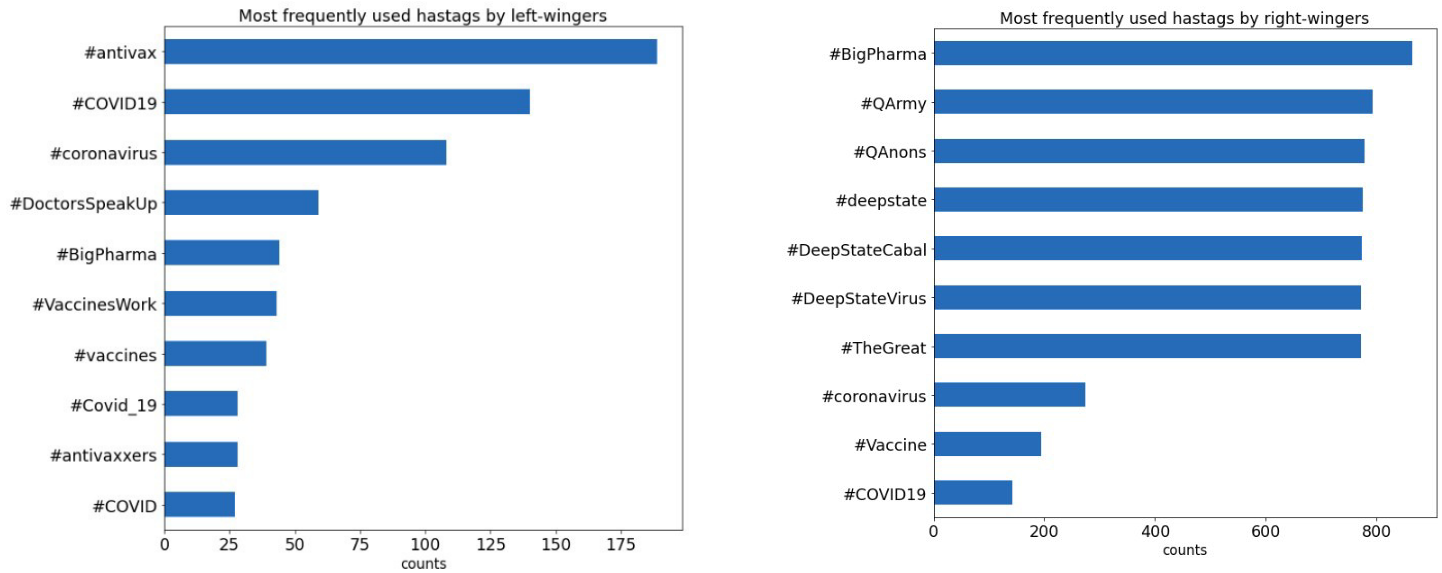 Most frequently used hastags by left-wingers
#antivax
#COVID19
#coronavirus
#DoctorsSpeakUp
#BigPharma
#VaccinesWork
#vaccines
#Covid_19
#antivaxxers
#COVID
0 25 50 75 100 125 150 175
counts
Most frequently used hastags by right-wingers
#BigPharma
#QArmy
#QAnons
#deepstate
#DeepStateCabal
#DeepStateVirus
#TheGreat
#coronavirus
#Vaccine
#COVID19
0 200 400 600 800
counts